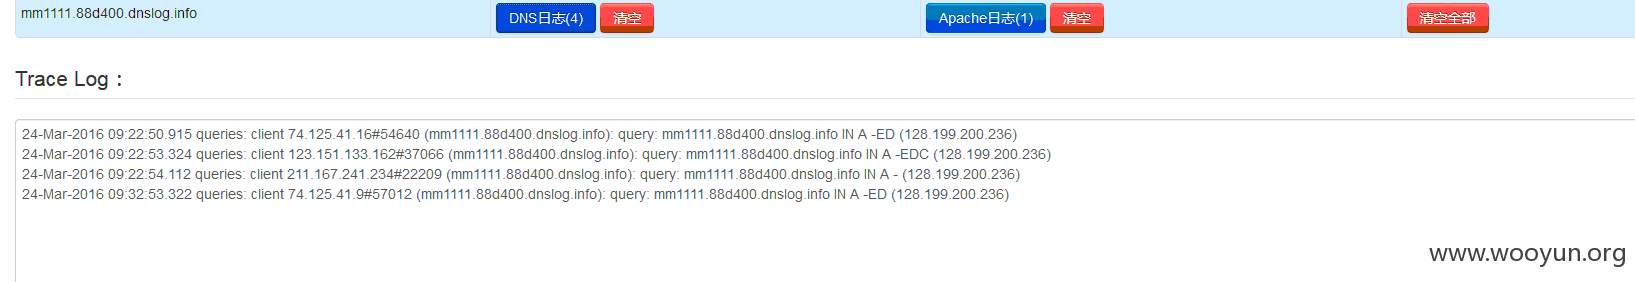 mm1111.88d400.dnslog.info DNS日志(4) 清空 Apache日志(1) 清空 清空全部
Trace Log：
24-Mar-2016 09:22:50.915 queries: client 74.125.41.16#54640 (mm1111.88d400.dnslog.info): query: mm1111.88d400.dnslog.info IN A -ED (128.199.200.236)
24-Mar-2016 09:22:53.324 queries: client 123.151.133.162#37066 (mm1111.88d400.dnslog.info): query: mm1111.88d400.dnslog.info IN A -EDC (128.199.200.236)
24-Mar-2016 09:22:54.112 queries: client 211.167.241.234#22209 (mm1111.88d400.dnslog.info): query: mm1111.88d400.dnslog.info IN A - (128.199.200.236)
24-Mar-2016 09:32:53.322 queries: client 74.125.41.9#57012 (mm1111.88d400.dnslog.info): query: mm1111.88d400.dnslog.info IN A -ED (128.199.200.236)
www.wooyun.org